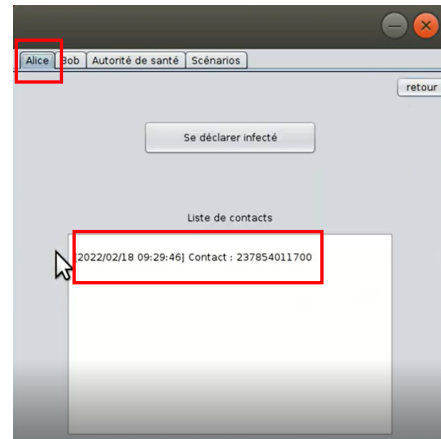 Alice Bob Autorité de santé Scénarios
retour
Se déclarer infecté
Liste de contacts
[2022/02/18 09:29:46] Contact : 237854011700